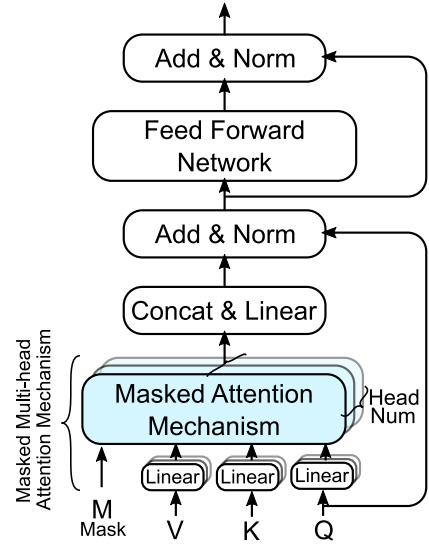 Add & Norm
Feed Forward
Network
Add & Norm
Concat & Linear
Masked Multi-head
Attention Mechanism
Masked Attention
Mechanism
Head
Num
Linear
Linear
Linear
M
Mask
V
K
Q